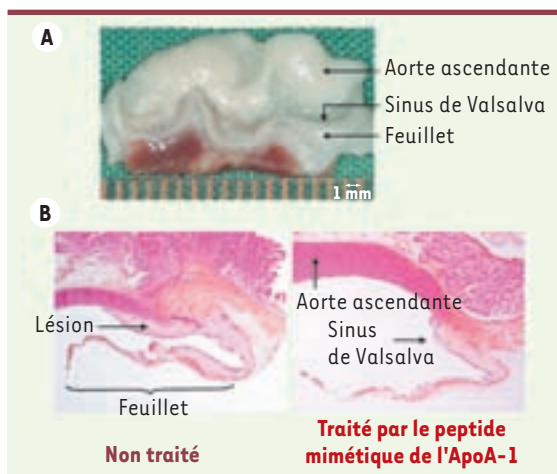 A
Aorte ascendante
Sinus de Valsalva
Feuillet
1 mm
B
Lésion
Feuillet
Aorte ascendante
Sinus
de Valsalva
Non traité
Traité par le peptide
mimétique de l'ApoA-1